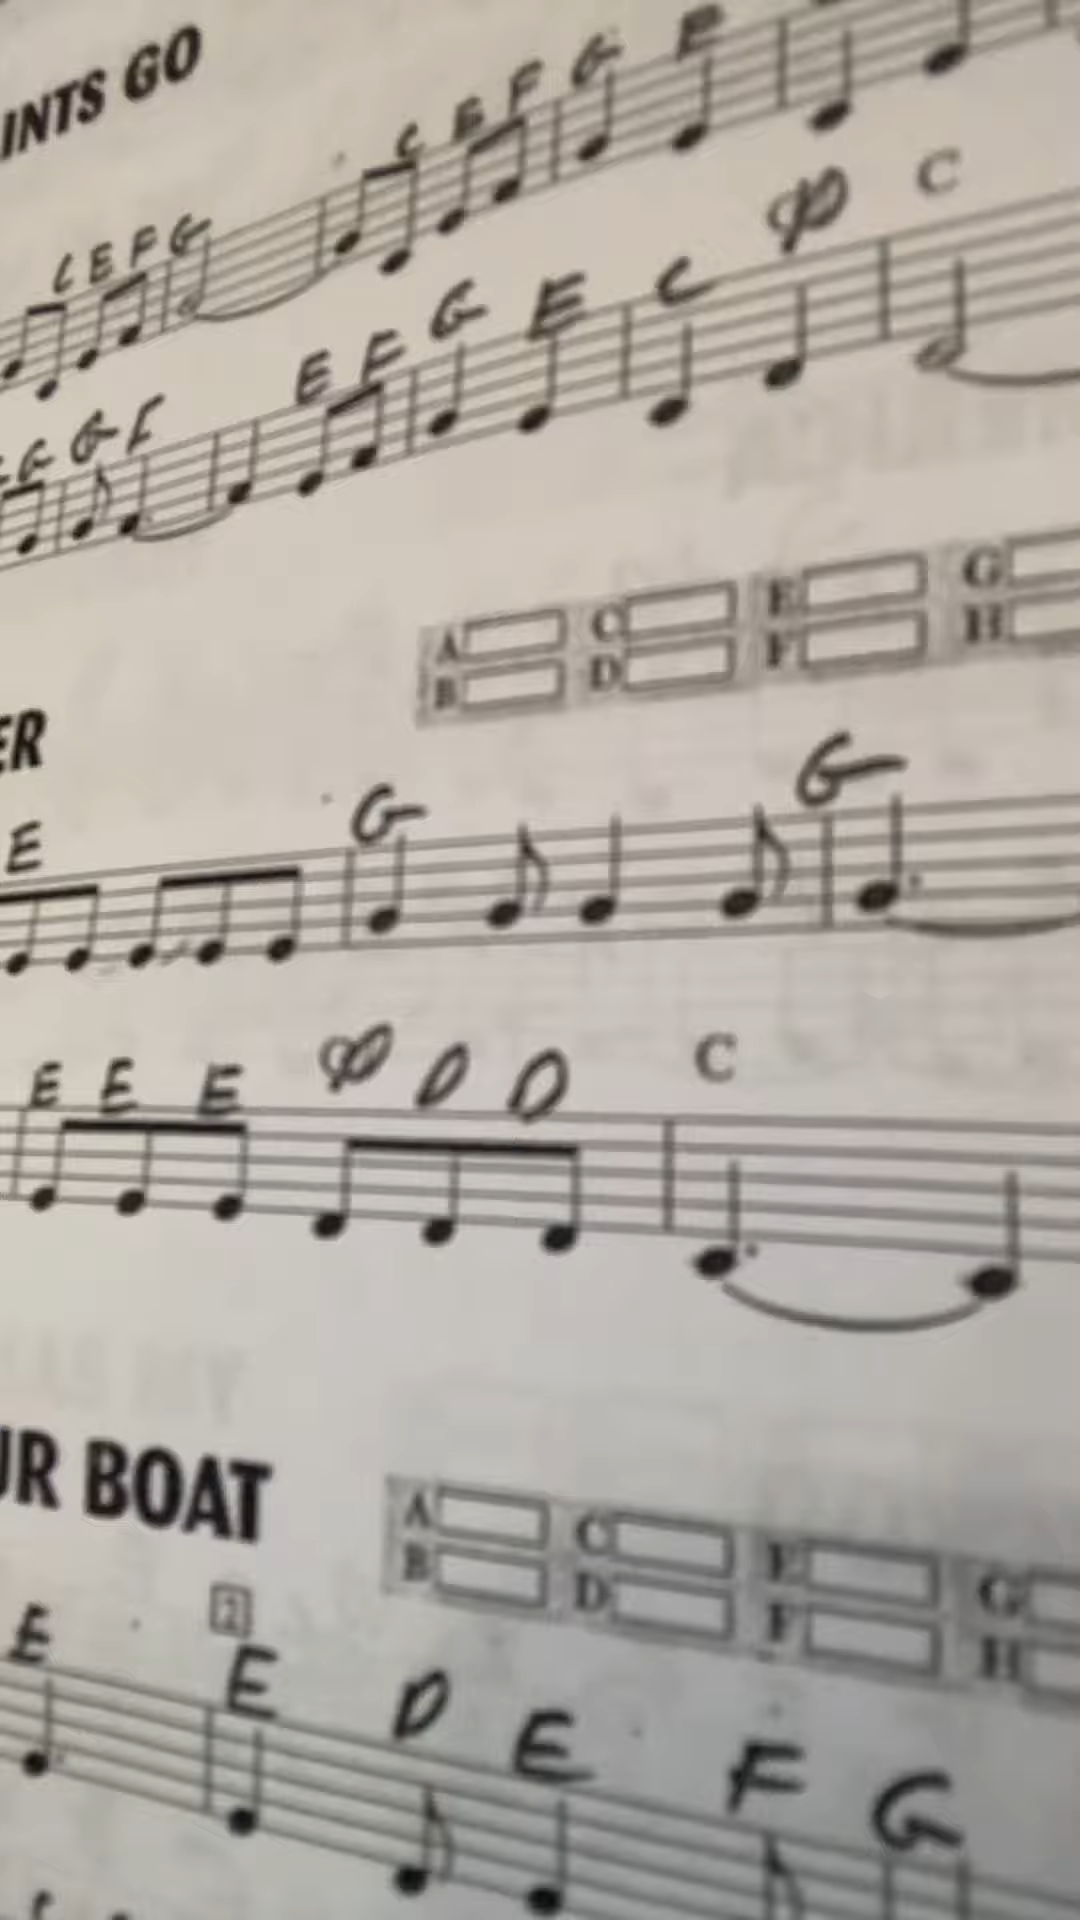 INTS GO
C E F G C E F G E
C
G G E E F G E C D
A C E G
B D F H
ER
E G G
E E E D D D C
UR BOAT
A C E G
B D F H
2
E E D E F G